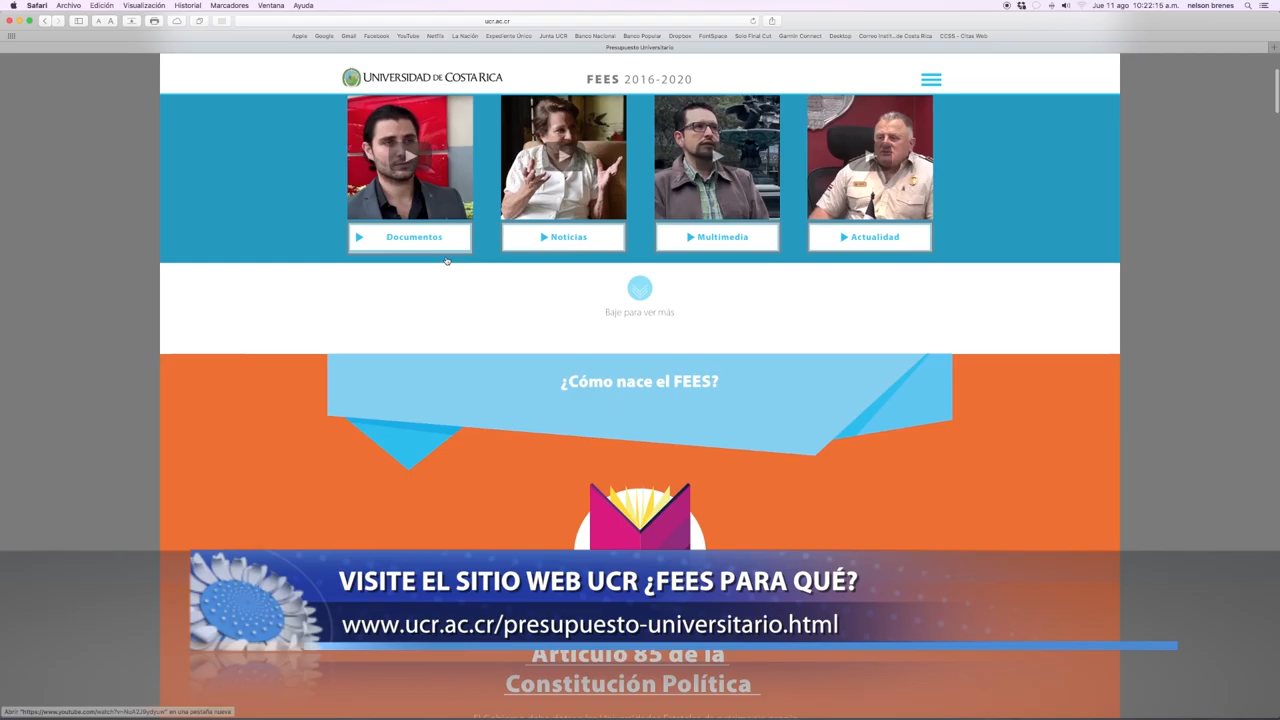 Safari Archivo Edición Visualización Historial Marcadores Ventana Ayuda
Jue 11 ago 10:22:15 a.m. nelson brenes
ucr.ac.cr
Apple Google Gmail Facebook YouTube Netflix La Nación Expediente Único Junta UCR Banco Nacional Banco Popular Dropbox FontSpace Solo Final Cut Garmin Connect Desktop Correo Instit...de Costa Rica CCSS - Citas Web
Presupuesto Universitario
UNIVERSIDAD DE COSTA RICA
FEES 2016-2020
Documentos
Noticias
Multimedia
Actualidad
Baje para ver más
¿Cómo nace el FEES?
VISITE EL SITIO WEB UCR ¿FEES PARA QUÉ?
www.ucr.ac.cr/presupuesto-universitario.html
Artículo 85 de la
Constitución Política